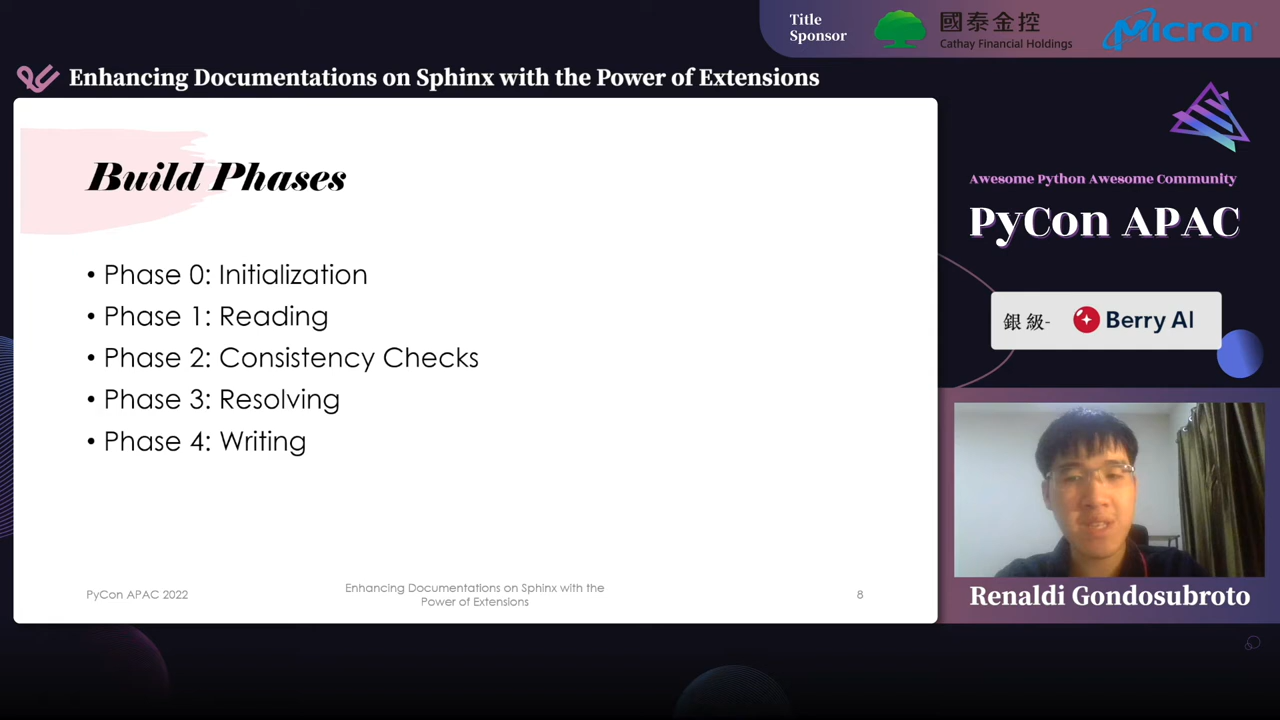 Title
Sponsor
國泰金控
Cathay Financial Holdings
Micron
Enhancing Documentations on Sphinx with the Power of Extensions
Build Phases
• Phase 0: Initialization
• Phase 1: Reading
• Phase 2: Consistency Checks
• Phase 3: Resolving
• Phase 4: Writing
PyCon APAC 2022
Enhancing Documentations on Sphinx with the
Power of Extensions
8
Awesome Python Awesome Community
PyCon APAC
銀級- Berry AI
Renaldi Gondosubroto